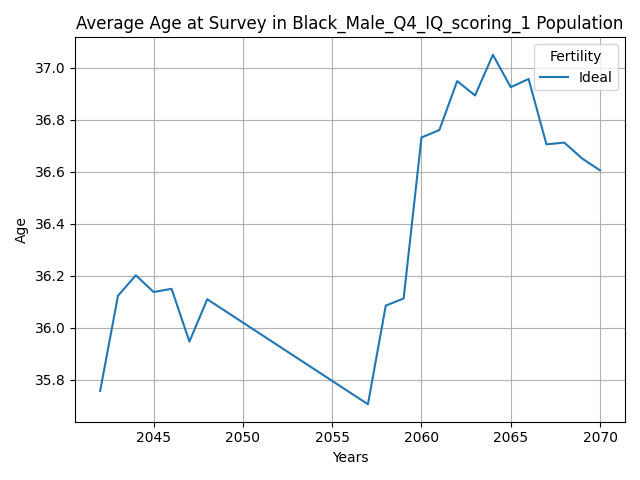 Average Age at Survey in Black_Male_Q4_IQ_scoring_1 Population
Fertility
Ideal
37.0
36.8
36.6
36.4
36.2
36.0
35.8
Age
2045 2050 2055 2060 2065 2070
Years